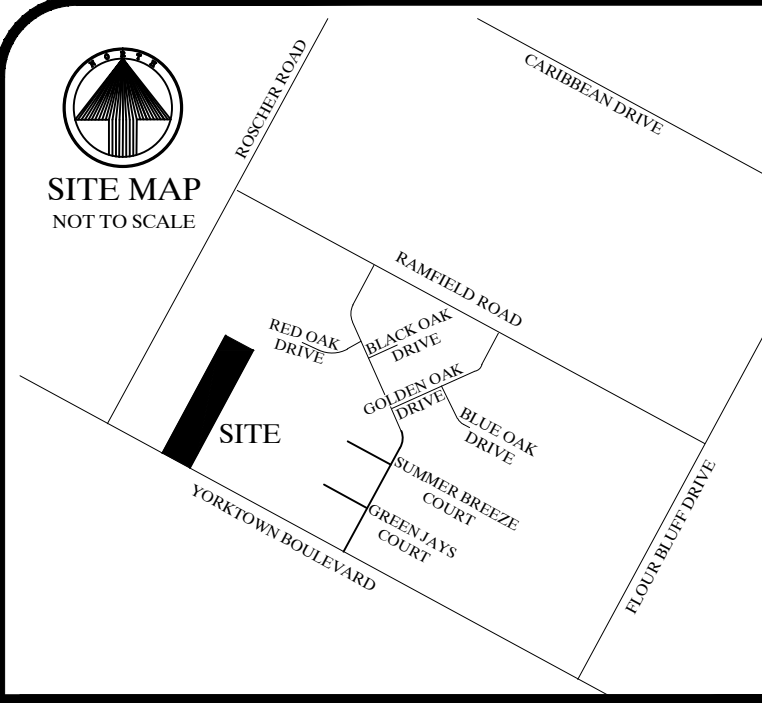 NORTH
SITE MAP
NOT TO SCALE
ROSCHER ROAD
CARIBBEAN DRIVE
RAMFIELD ROAD
RED OAK
DRIVE
BLACK OAK
DRIVE
GOLDEN OAK
DRIVE
BLUE OAK
DRIVE
SITE
SUMMER BREEZE
COURT
GREEN JAYS
COURT
YORKTOWN BOULEVARD
FLOUR BLUFF DRIVE